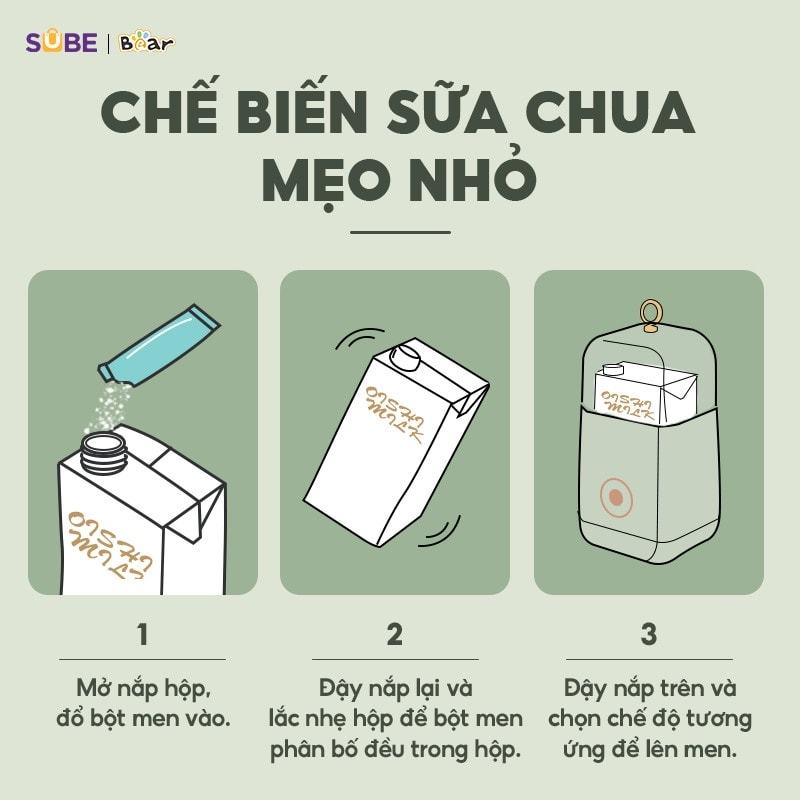 SUBE | Bear
CHẾ BIẾN SỮA CHUA
MẸO NHỎ
OISHI
MILK
OISHI
MILK
OISHI
MILK
1
Mở nắp hộp,
đổ bột men vào.
2
Đậy nắp lại và
lắc nhẹ hộp để bột men
phân bố đều trong hộp.
3
Đậy nắp trên và
chọn chế độ tương
ứng để lên men.